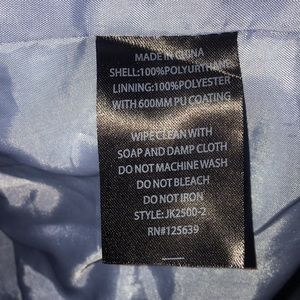 MADE IN CHINA
SHELL:100%POLYURTHANE
LINNING:100%POLYESTER
WITH 600MM PU COATING
WIPE CLEAN WITH
SOAP AND DAMP CLOTH
DO NOT MACHINE WASH
DO NOT BLEACH
DO NOT IRON
STYLE:JK2500-2
RN#125639